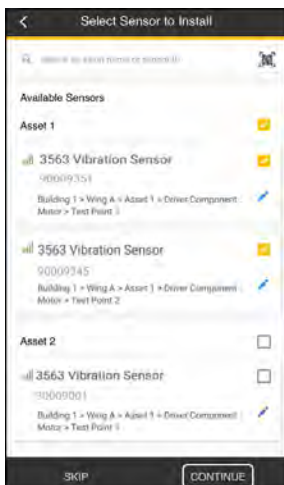 Select Sensor to Install
Available Sensors
Asset 1
3563 Vibration Sensor
90009351
Building 1 > Wing A > Asset 1 > Driver Component
Motor > Test Point 1
3563 Vibration Sensor
90009345
Building 1 > Wing A > Asset 1 > Driver Component
Motor > Test Point 2
Asset 2
3563 Vibration Sensor
90009001
Building 1 > Wing A > Asset 1 > Driver Component
Motor > Test Point
SKIP
CONTINUE